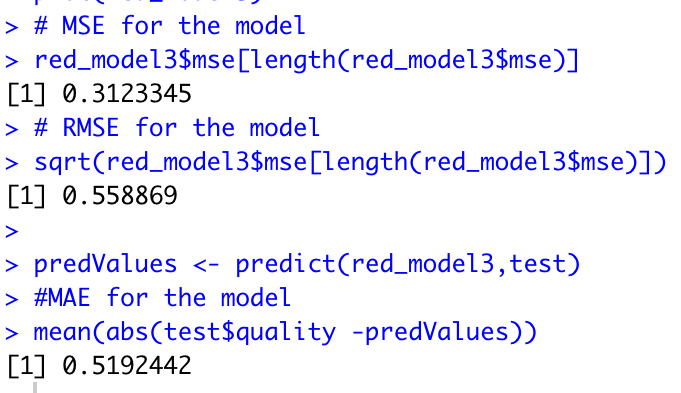 > # MSE for the model
> red_model3$mse[length(red_model3$mse)]
[1] 0.3123345
> # RMSE for the model
> sqrt(red_model3$mse[length(red_model3$mse)])
[1] 0.558869
>
> predValues <- predict(red_model3,test)
> #MAE for the model
> mean(abs(test$quality -predValues))
[1] 0.5192442